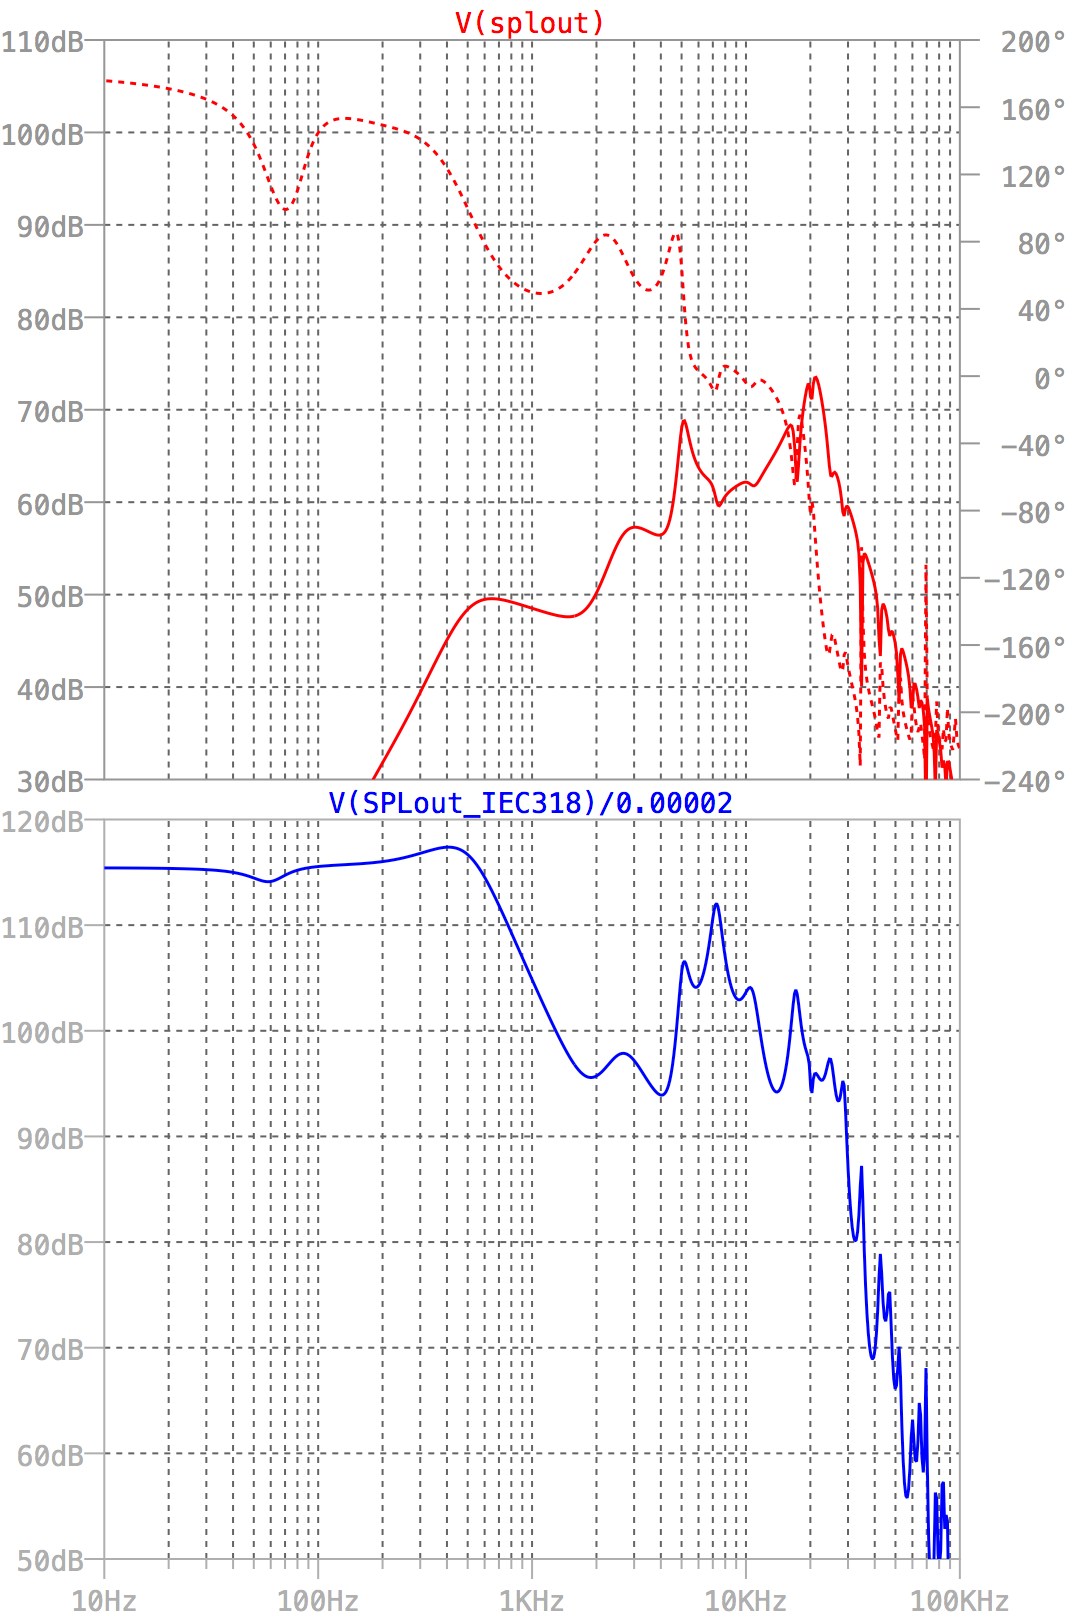 V(splout)
110dB 200°
100dB 160°
90dB 120°
80dB 80°
70dB 40°
60dB 0°
50dB −40°
40dB −80°
30dB −120°
−160°
−200°
−240°
V(SPLout_IEC318)/0.00002
120dB
110dB
100dB
90dB
80dB
70dB
60dB
50dB
10Hz 100Hz 1KHz 10KHz 100KHz